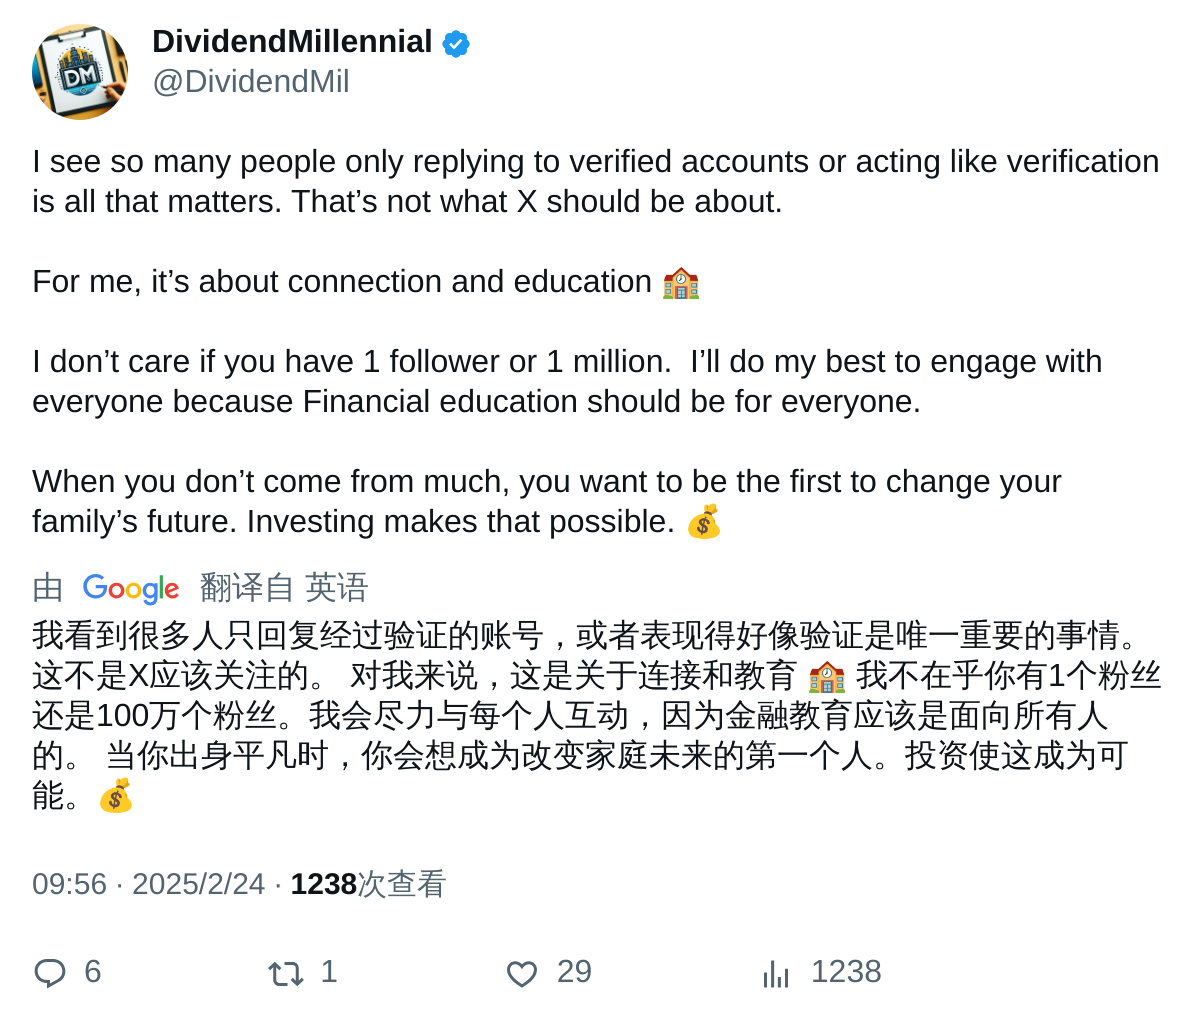 DividendMillennial
@DividendMil
DM
I see so many people only replying to verified accounts or acting like verification
is all that matters. That’s not what X should be about.
For me, it’s about connection and education 🏫
I don’t care if you have 1 follower or 1 million.  I’ll do my best to engage with
everyone because Financial education should be for everyone.
When you don’t come from much, you want to be the first to change your
family’s future. Investing makes that possible. 💰
由 Google 翻译自 英语
我看到很多人只回复经过验证的账号，或者表现得好像验证是唯一重要的事情。
这不是X应该关注的。 对我来说，这是关于连接和教育 🏫 我不在乎你有1个粉丝
还是100万个粉丝。我会尽力与每个人互动，因为金融教育应该是面向所有人
的。 当你出身平凡时，你会想成为改变家庭未来的第一个人。投资使这成为可
能。💰
09:56 · 2025/2/24 · 1238次查看
6 1 29 1238